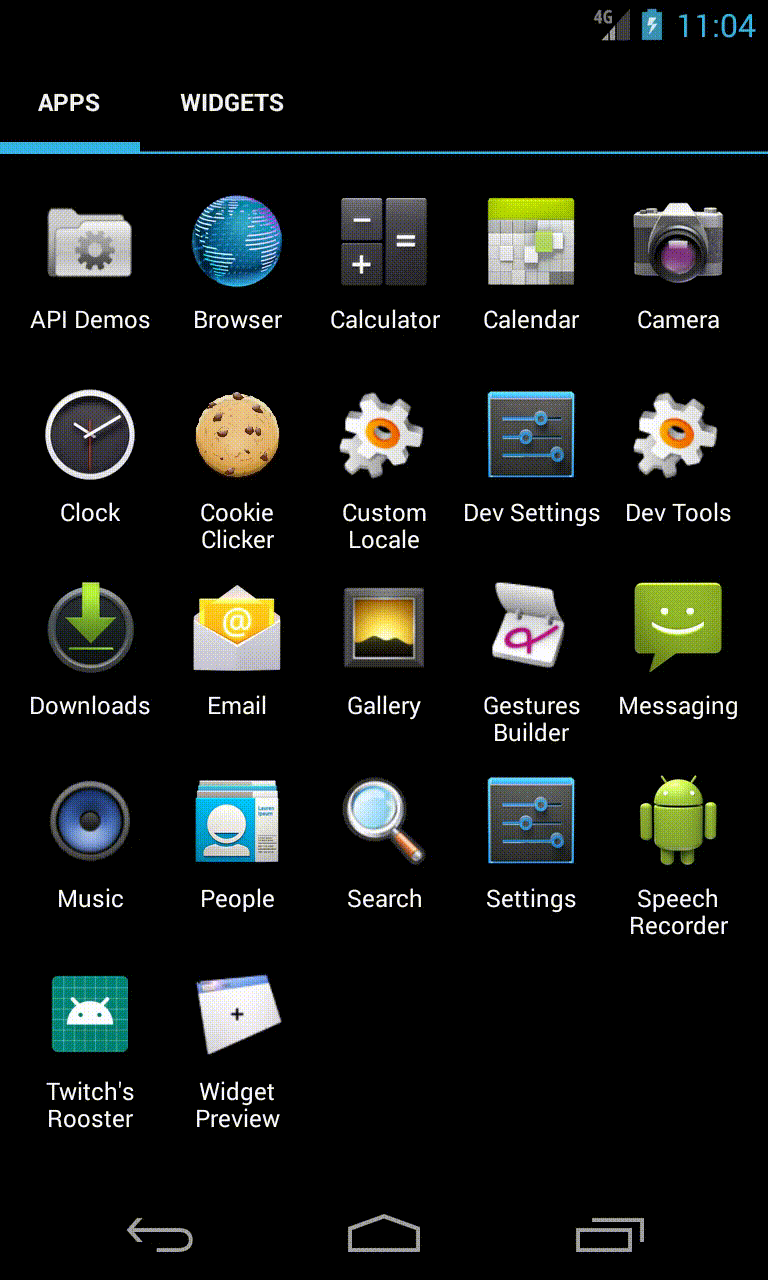 4G 11:04
APPS WIDGETS
API Demos Browser Calculator Calendar Camera
Clock Cookie Clicker Custom Locale Dev Settings Dev Tools
Downloads Email Gallery Gestures Builder Messaging
Music People Search Settings Speech Recorder
Twitch's Rooster Widget Preview